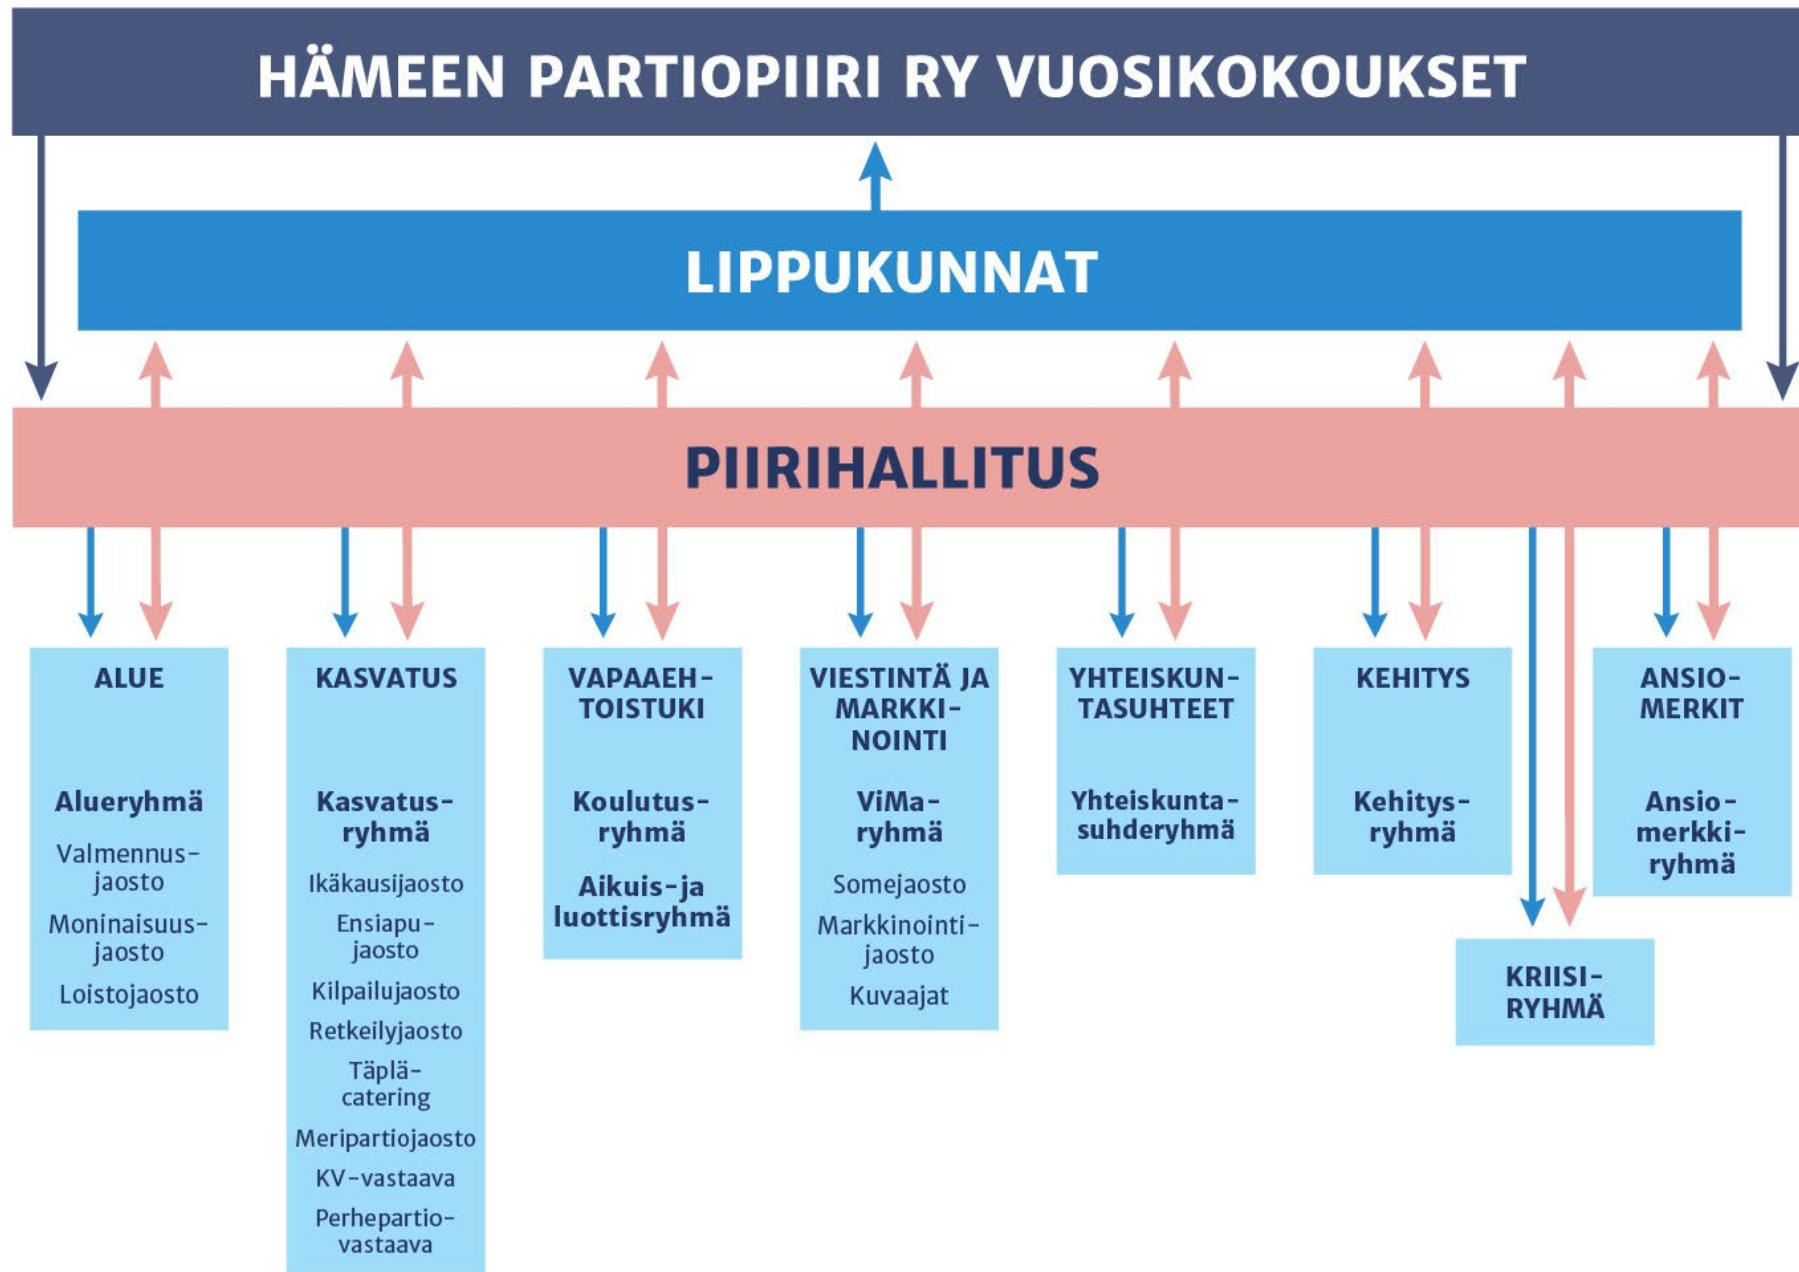 HÄMEEN PARTIOPIIRI RY VUOSIKOKOUKSET
LIPPUKUNNAT
PIIRIHALLITUS
ALUE
Alueryhmä
Valmennus-
jaosto
Moninaisuus-
jaosto
Loistojaosto
KASVATUS
Kasvatus-
ryhmä
Ikäkausijaosto
Ensiapu-
jaosto
Kilpailujaosto
Retkeilyjaosto
Täplä-
catering
Meripartiojaosto
KV-vastaava
Perhepartio-
vastaava
VAPAAEH-
TOISTUKI
Koulutus-
ryhmä
Aikuis-ja
luottisryhmä
VIESTINTÄ JA
MARKKI-
NOINTI
ViMa-
ryhmä
Somejaosto
Markkinointi-
jaosto
Kuvaajat
YHTEISKUN-
TASUHTEET
Yhteiskunta-
suhderyhmä
KEHITYS
Kehitys-
ryhmä
KRIISI-
RYHMÄ
ANSIO-
MERKIT
Ansio-
merkki-
ryhmä